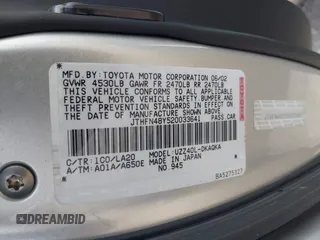 MFD. BY: TOYOTA MOTOR CORPORATION 06/02
GVWR 4530LB GAWR FR 2470LB RR 2470LB
THIS VEHICLE CONFORMS TO ALL APPLICABLE
FEDERAL MOTOR VEHICLE SAFETY, BUMPER AND
THEFT PREVENTION STANDARDS IN EFFECT ON
THE DATE OF MANUFACTURE SHOWN ABOVE.
JTHFN48Y520033641 PASS. CAR
C/TR: 1C0/LA20 MODEL: UZZ40L-DKAQKA
A/TM: A01A/A650E MADE IN JAPAN
NO. 945
BA5275327
DREAMBID